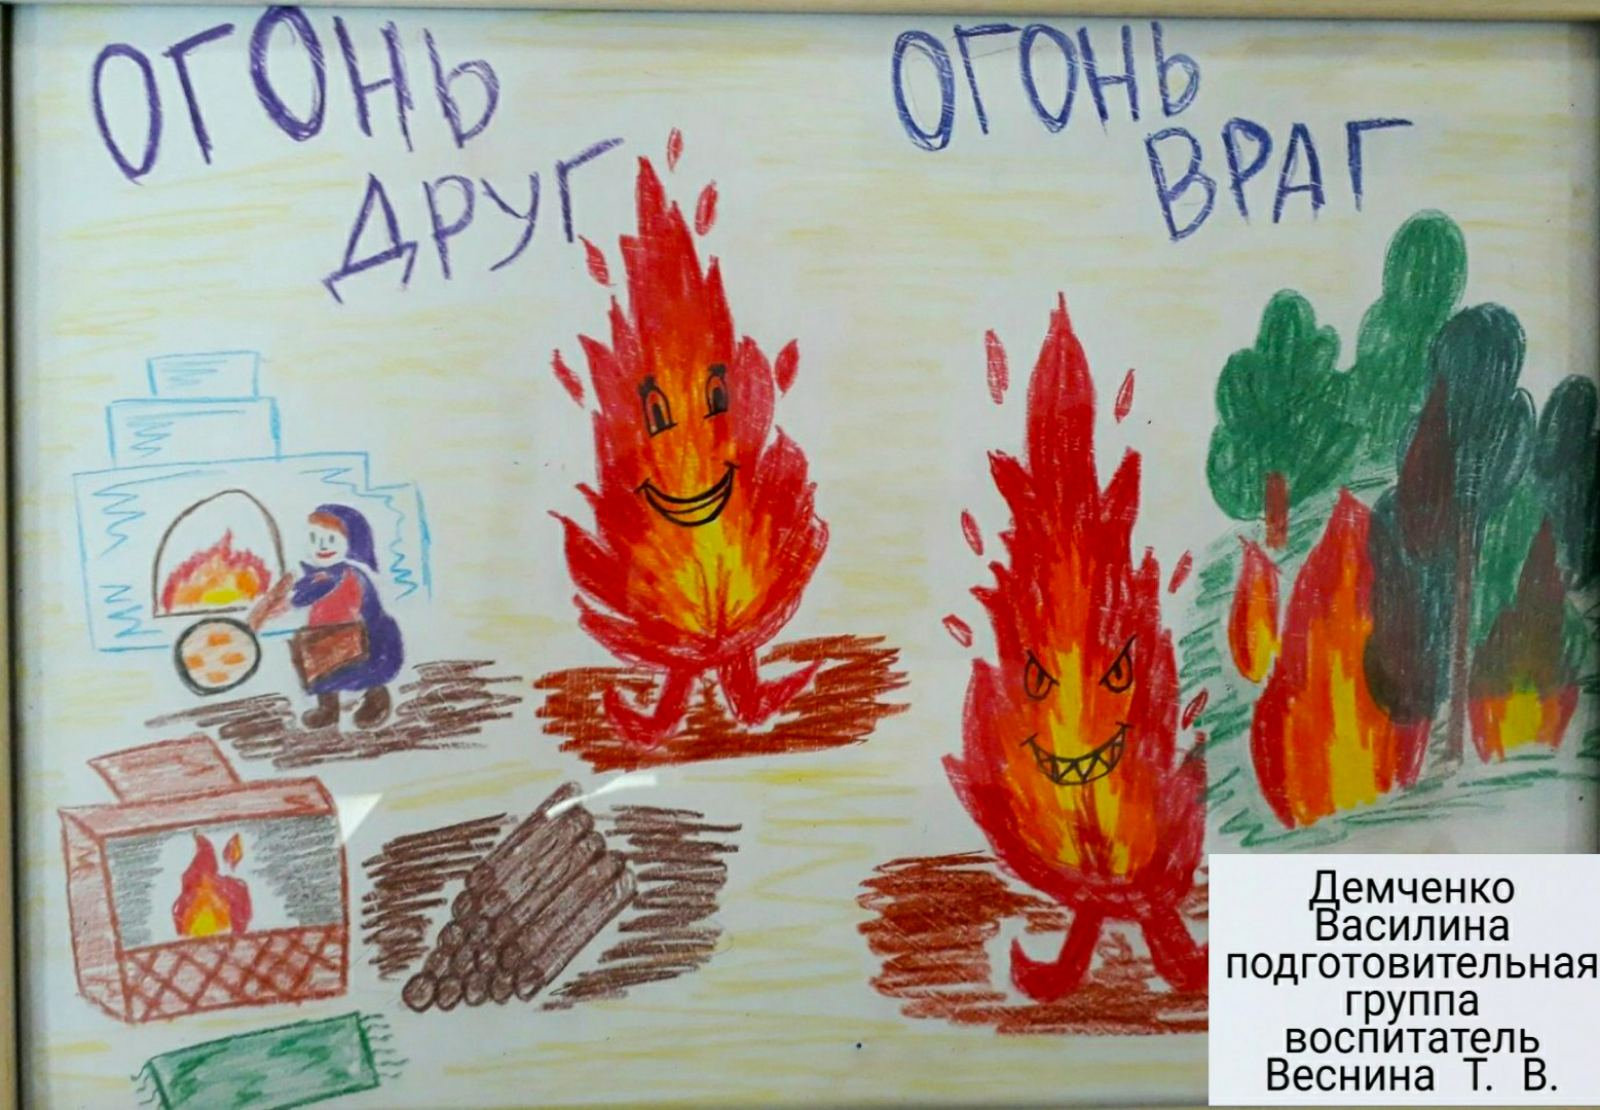 ОГОНЬ
ДРУГ
ОГОНЬ
ВРАГ
Демченко
Василина
подготовительная
группа
воспитатель
Веснина Т. В.